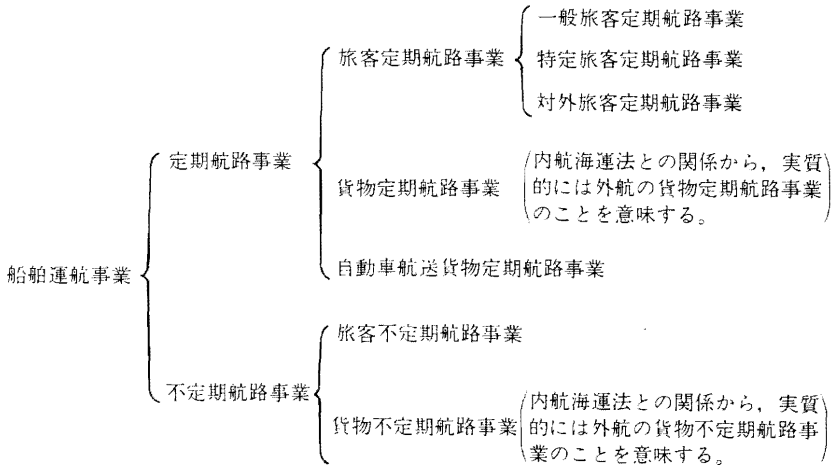 一般旅客定期航路事業
旅客定期航路事業
特定旅客定期航路事業
対外旅客定期航路事業
定期航路事業
貨物定期航路事業
(内航海運法との関係から，実質
的には外航の貨物定期航路事業
のことを意味する。)
自動車航送貨物定期航路事業
船舶運航事業
旅客不定期航路事業
不定期航路事業
貨物不定期航路事業
(内航海運法との関係から，実質
的には外航の貨物不定期航路事
業のことを意味する。)